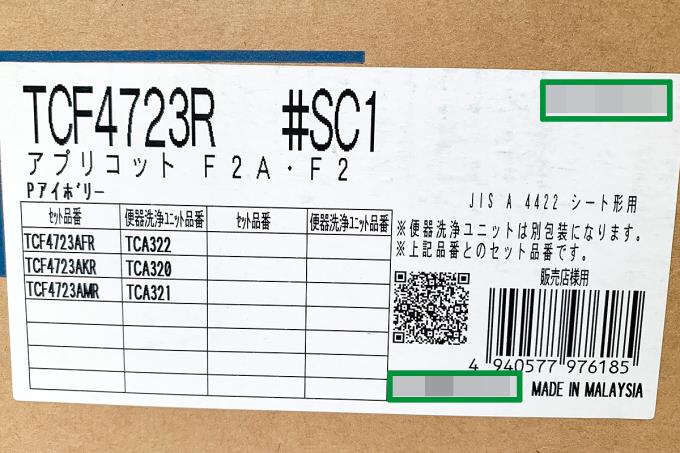 TCF4723R #SC1
アプリコット F2A・F2
Pアイボリー
JIS A 4422 シート形用
※便器洗浄ユニットは別包装になります。
※上記品番とのセット品番です。
セット品番 便器洗浄ユニット品番 セット品番 便器洗浄ユニット品番
TCF4723AFR TCA322
TCF4723AKR TCA320
TCF4723AMR TCA321
販売店様用
4 940577 976185
MADE IN MALAYSIA